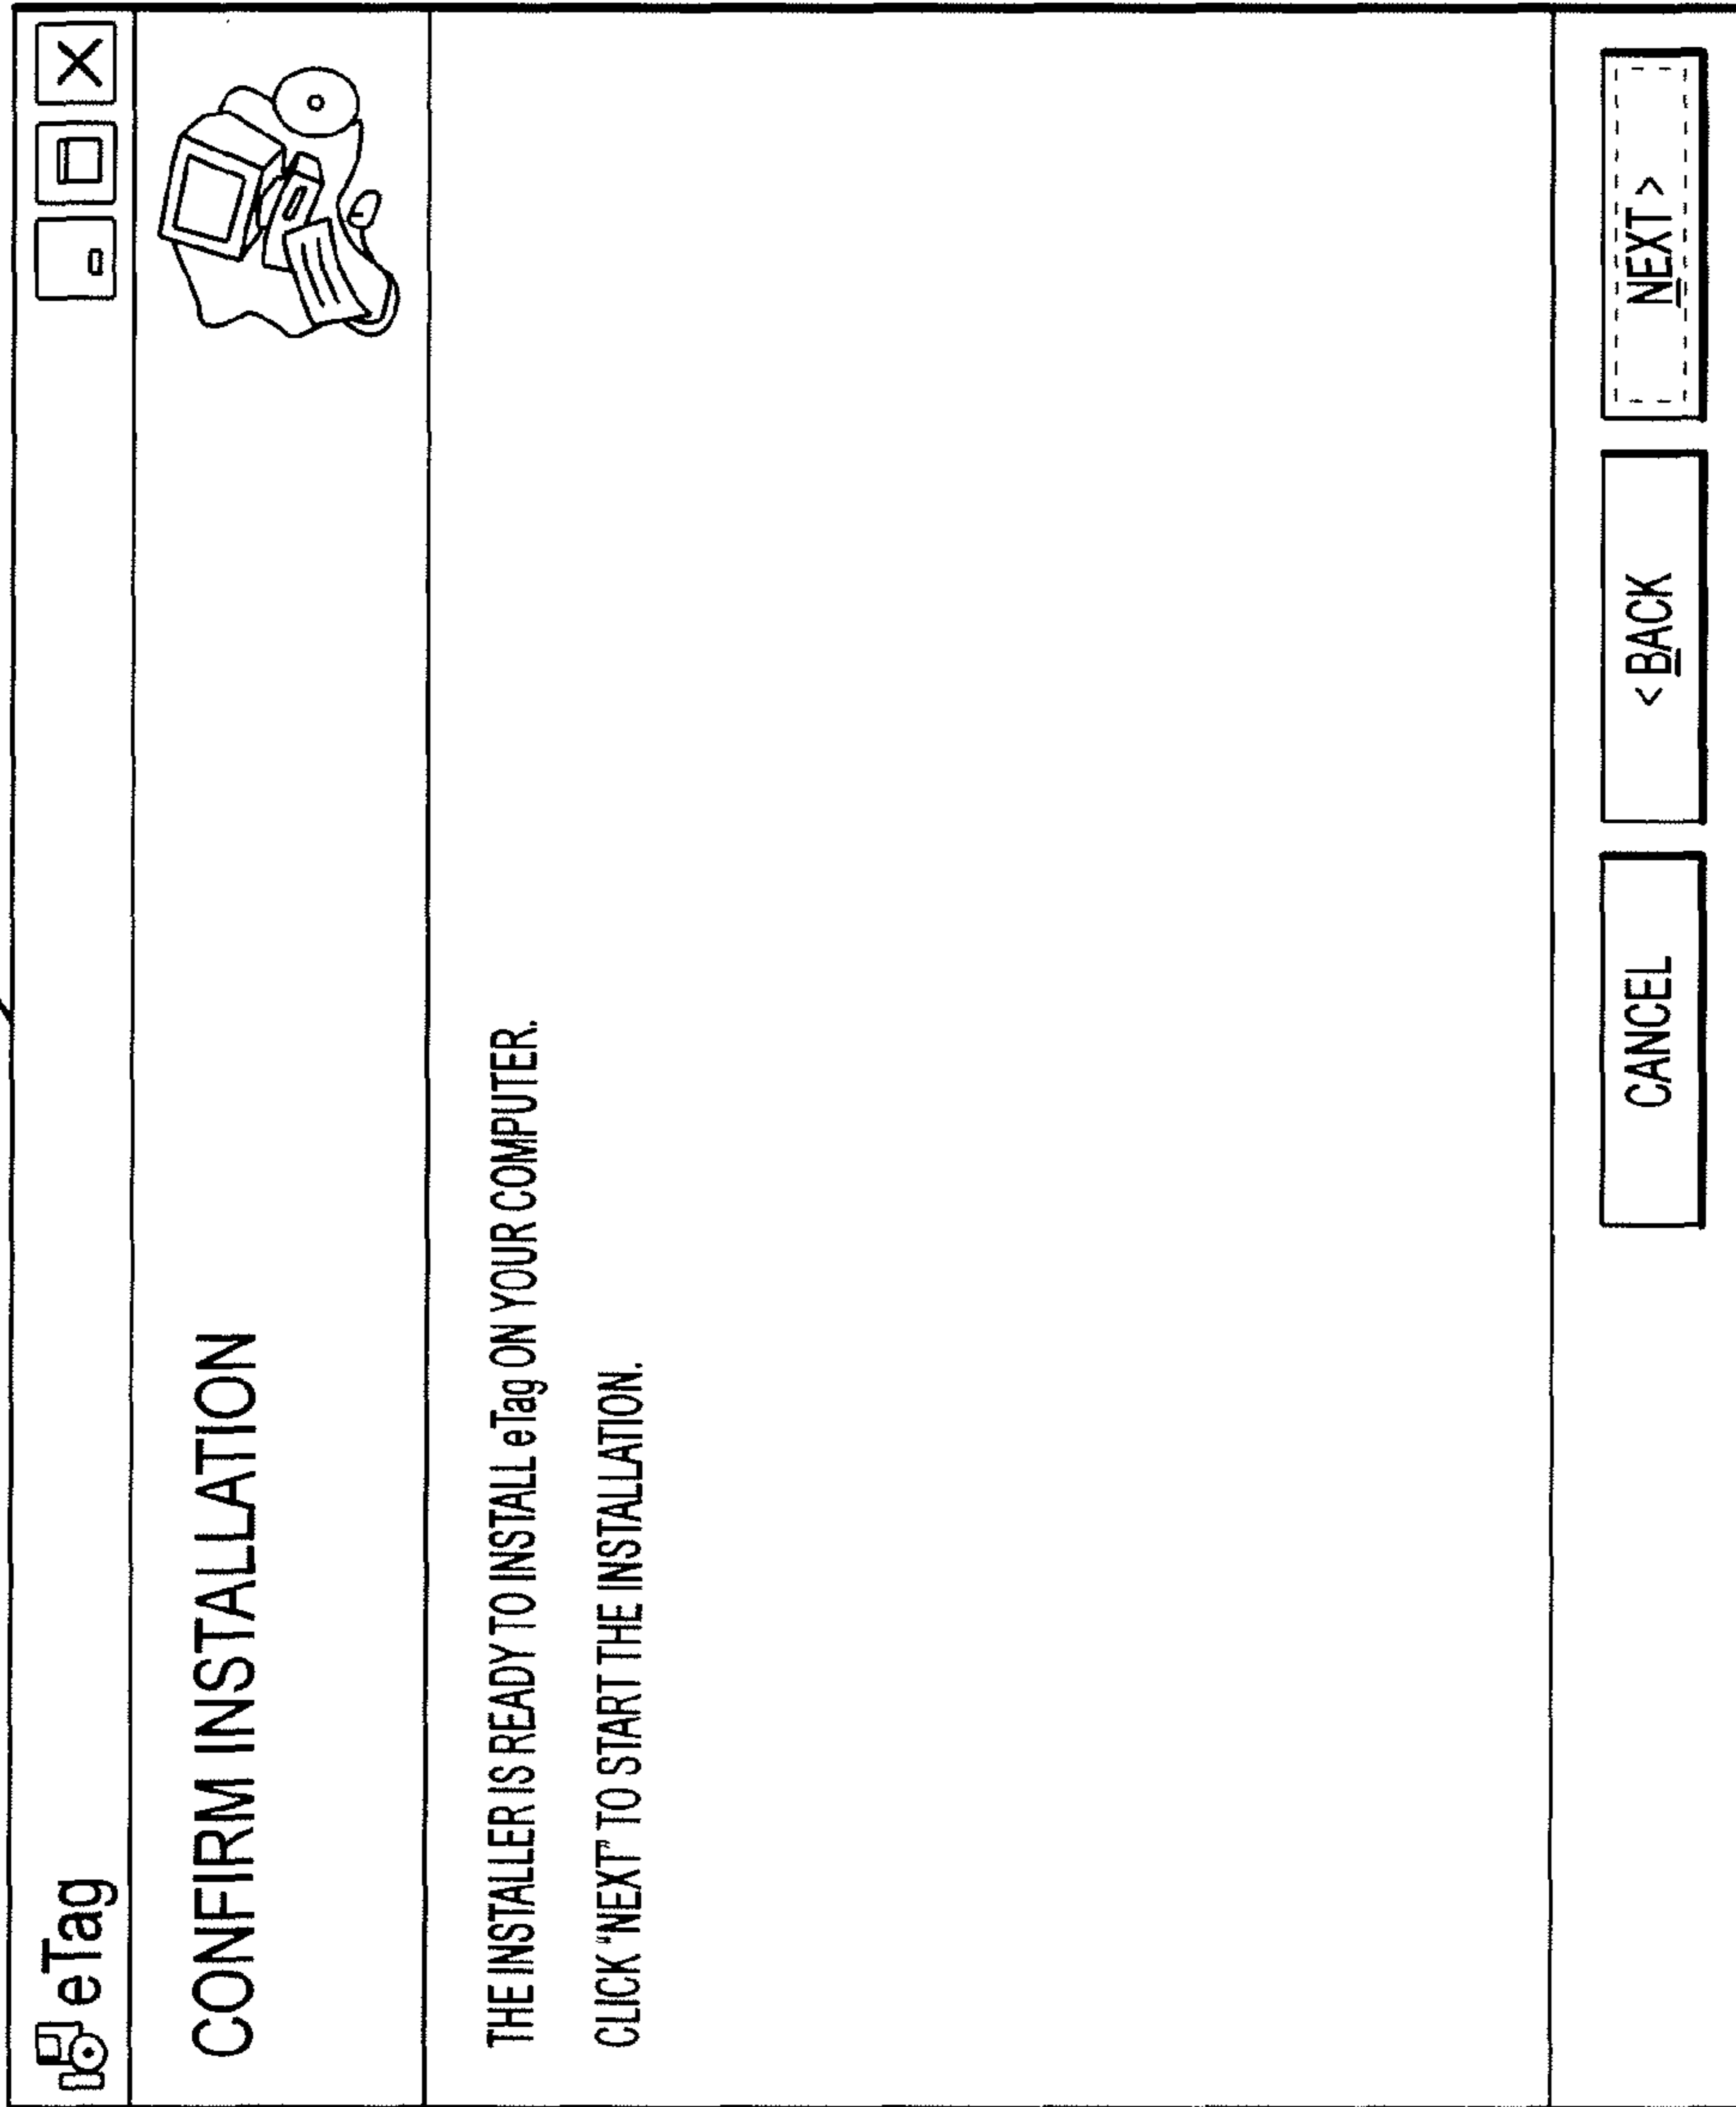 eTag
CONFIRM INSTALLATION
THE INSTALLER IS READY TO INSTALL eTag ON YOUR COMPUTER.
CLICK "NEXT" TO START THE INSTALLATION.
CANCEL
< BACK
NEXT >